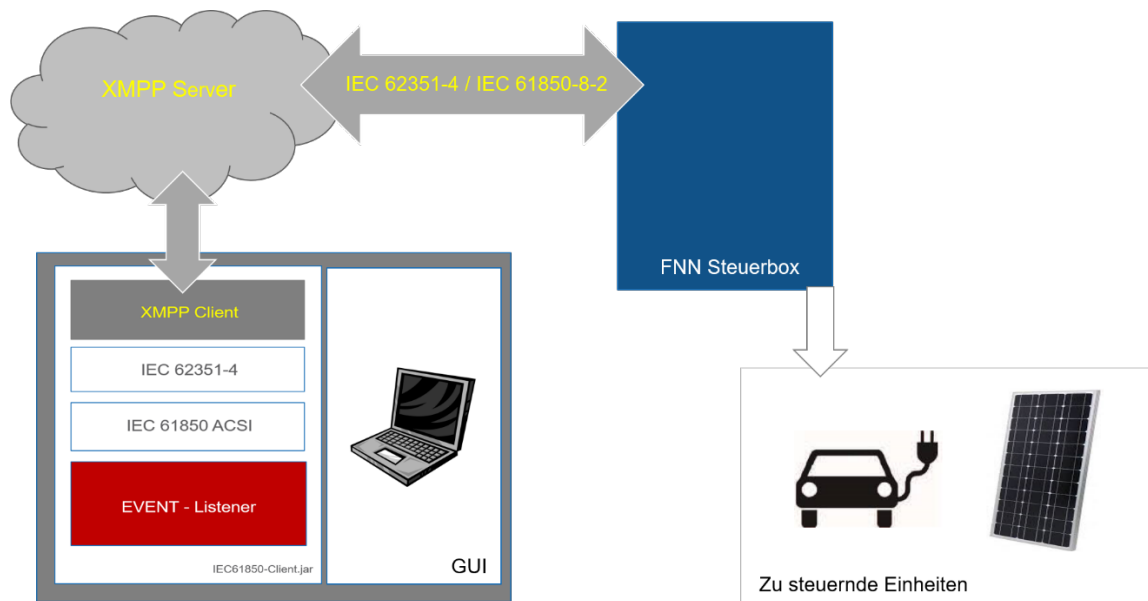 XMPP Server
IEC 62351-4 / IEC 61850-8-2
FNN Steuerbox
XMPP Client
IEC 62351-4
IEC 61850 ACSI
EVENT - Listener
IEC61850-Client.jar
GUI
Zu steuernde Einheiten